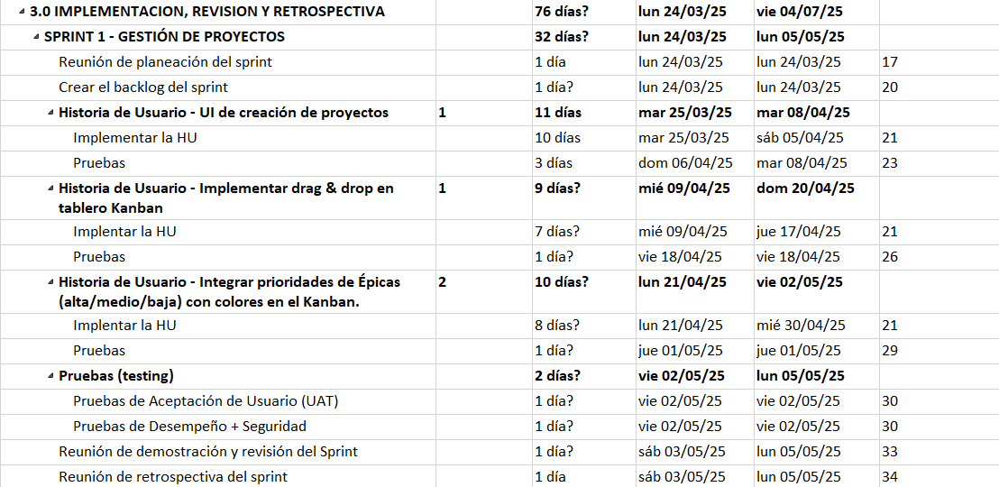 3.0 IMPLEMENTACION, REVISION Y RETROSPECTIVA 76 días? lun 24/03/25 vie 04/07/25
SPRINT 1 - GESTIÓN DE PROYECTOS 32 días? lun 24/03/25 lun 05/05/25
Reunión de planeación del sprint 1 día lun 24/03/25 lun 24/03/25 17
Crear el backlog del sprint 1 día? lun 24/03/25 lun 24/03/25 20
Historia de Usuario - UI de creación de proyectos 1 11 días mar 25/03/25 mar 08/04/25
Implementar la HU 10 días mar 25/03/25 sáb 05/04/25 21
Pruebas 3 días dom 06/04/25 mar 08/04/25 23
Historia de Usuario - Implementar drag & drop en 1 9 días? mié 09/04/25 dom 20/04/25
tablero Kanban
Implentar la HU 7 días? mié 09/04/25 jue 17/04/25 21
Pruebas 1 día? vie 18/04/25 vie 18/04/25 26
Historia de Usuario - Integrar prioridades de Épicas 2 10 días? lun 21/04/25 vie 02/05/25
(alta/medio/baja) con colores en el Kanban.
Implentar la HU 8 días? lun 21/04/25 mié 30/04/25 21
Pruebas 1 día? jue 01/05/25 jue 01/05/25 29
Pruebas (testing) 2 días? vie 02/05/25 lun 05/05/25
Pruebas de Aceptación de Usuario (UAT) 1 día? vie 02/05/25 vie 02/05/25 30
Pruebas de Desempeño + Seguridad 1 día? vie 02/05/25 vie 02/05/25 30
Reunión de demostración y revisión del Sprint 1 día? sáb 03/05/25 lun 05/05/25 33
Reunión de retrospectiva del sprint 1 día sáb 03/05/25 lun 05/05/25 34